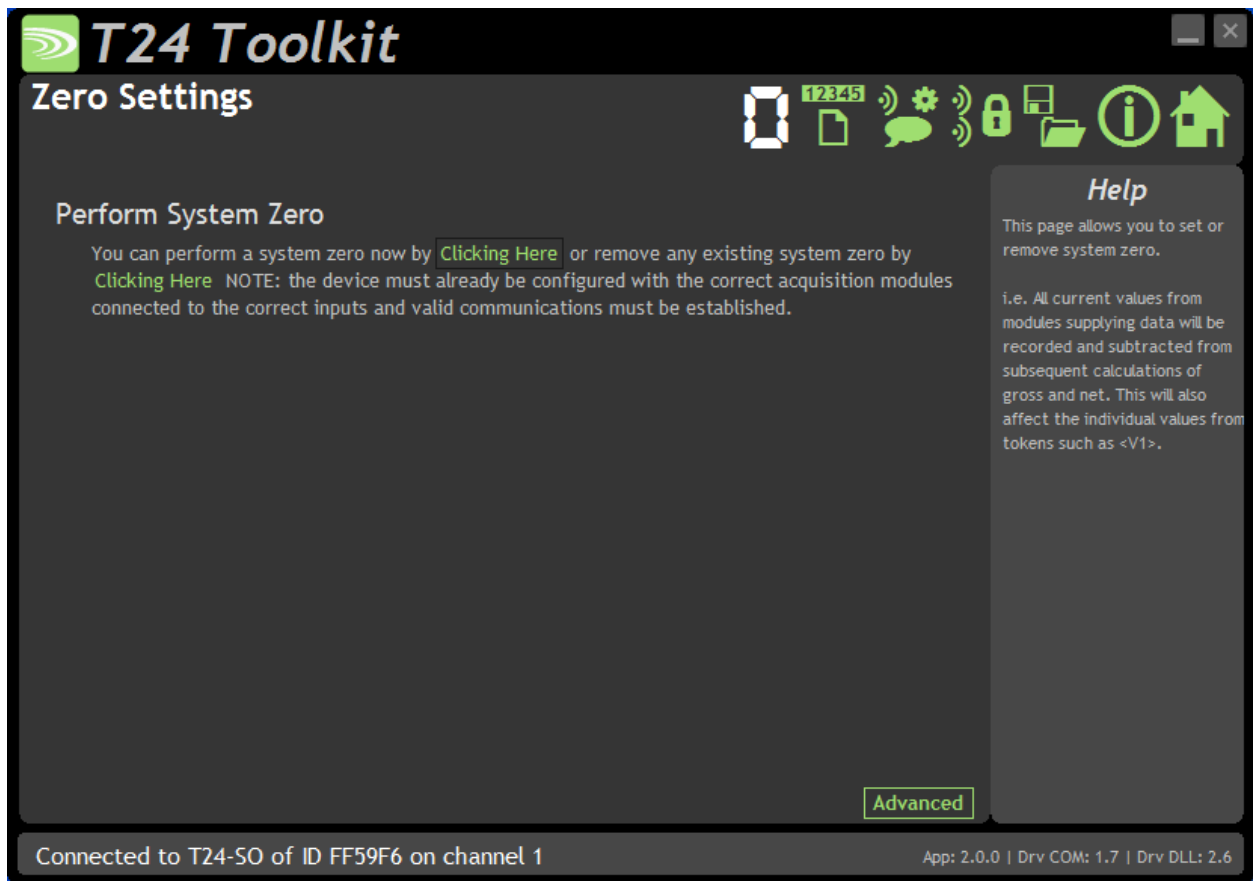 T24 Toolkit
Zero Settings
0
12345
Perform System Zero
You can perform a system zero now by Clicking Here or remove any existing system zero by
Clicking Here NOTE: the device must already be configured with the correct acquisition modules
connected to the correct inputs and valid communications must be established.
Advanced
Help
This page allows you to set or
remove system zero.
i.e. All current values from
modules supplying data will be
recorded and subtracted from
subsequent calculations of
gross and net. This will also
affect the individual values from
tokens such as <V1>.
Connected to T24-SO of ID FF59F6 on channel 1
App: 2.0.0 | Drv COM: 1.7 | Drv DLL: 2.6